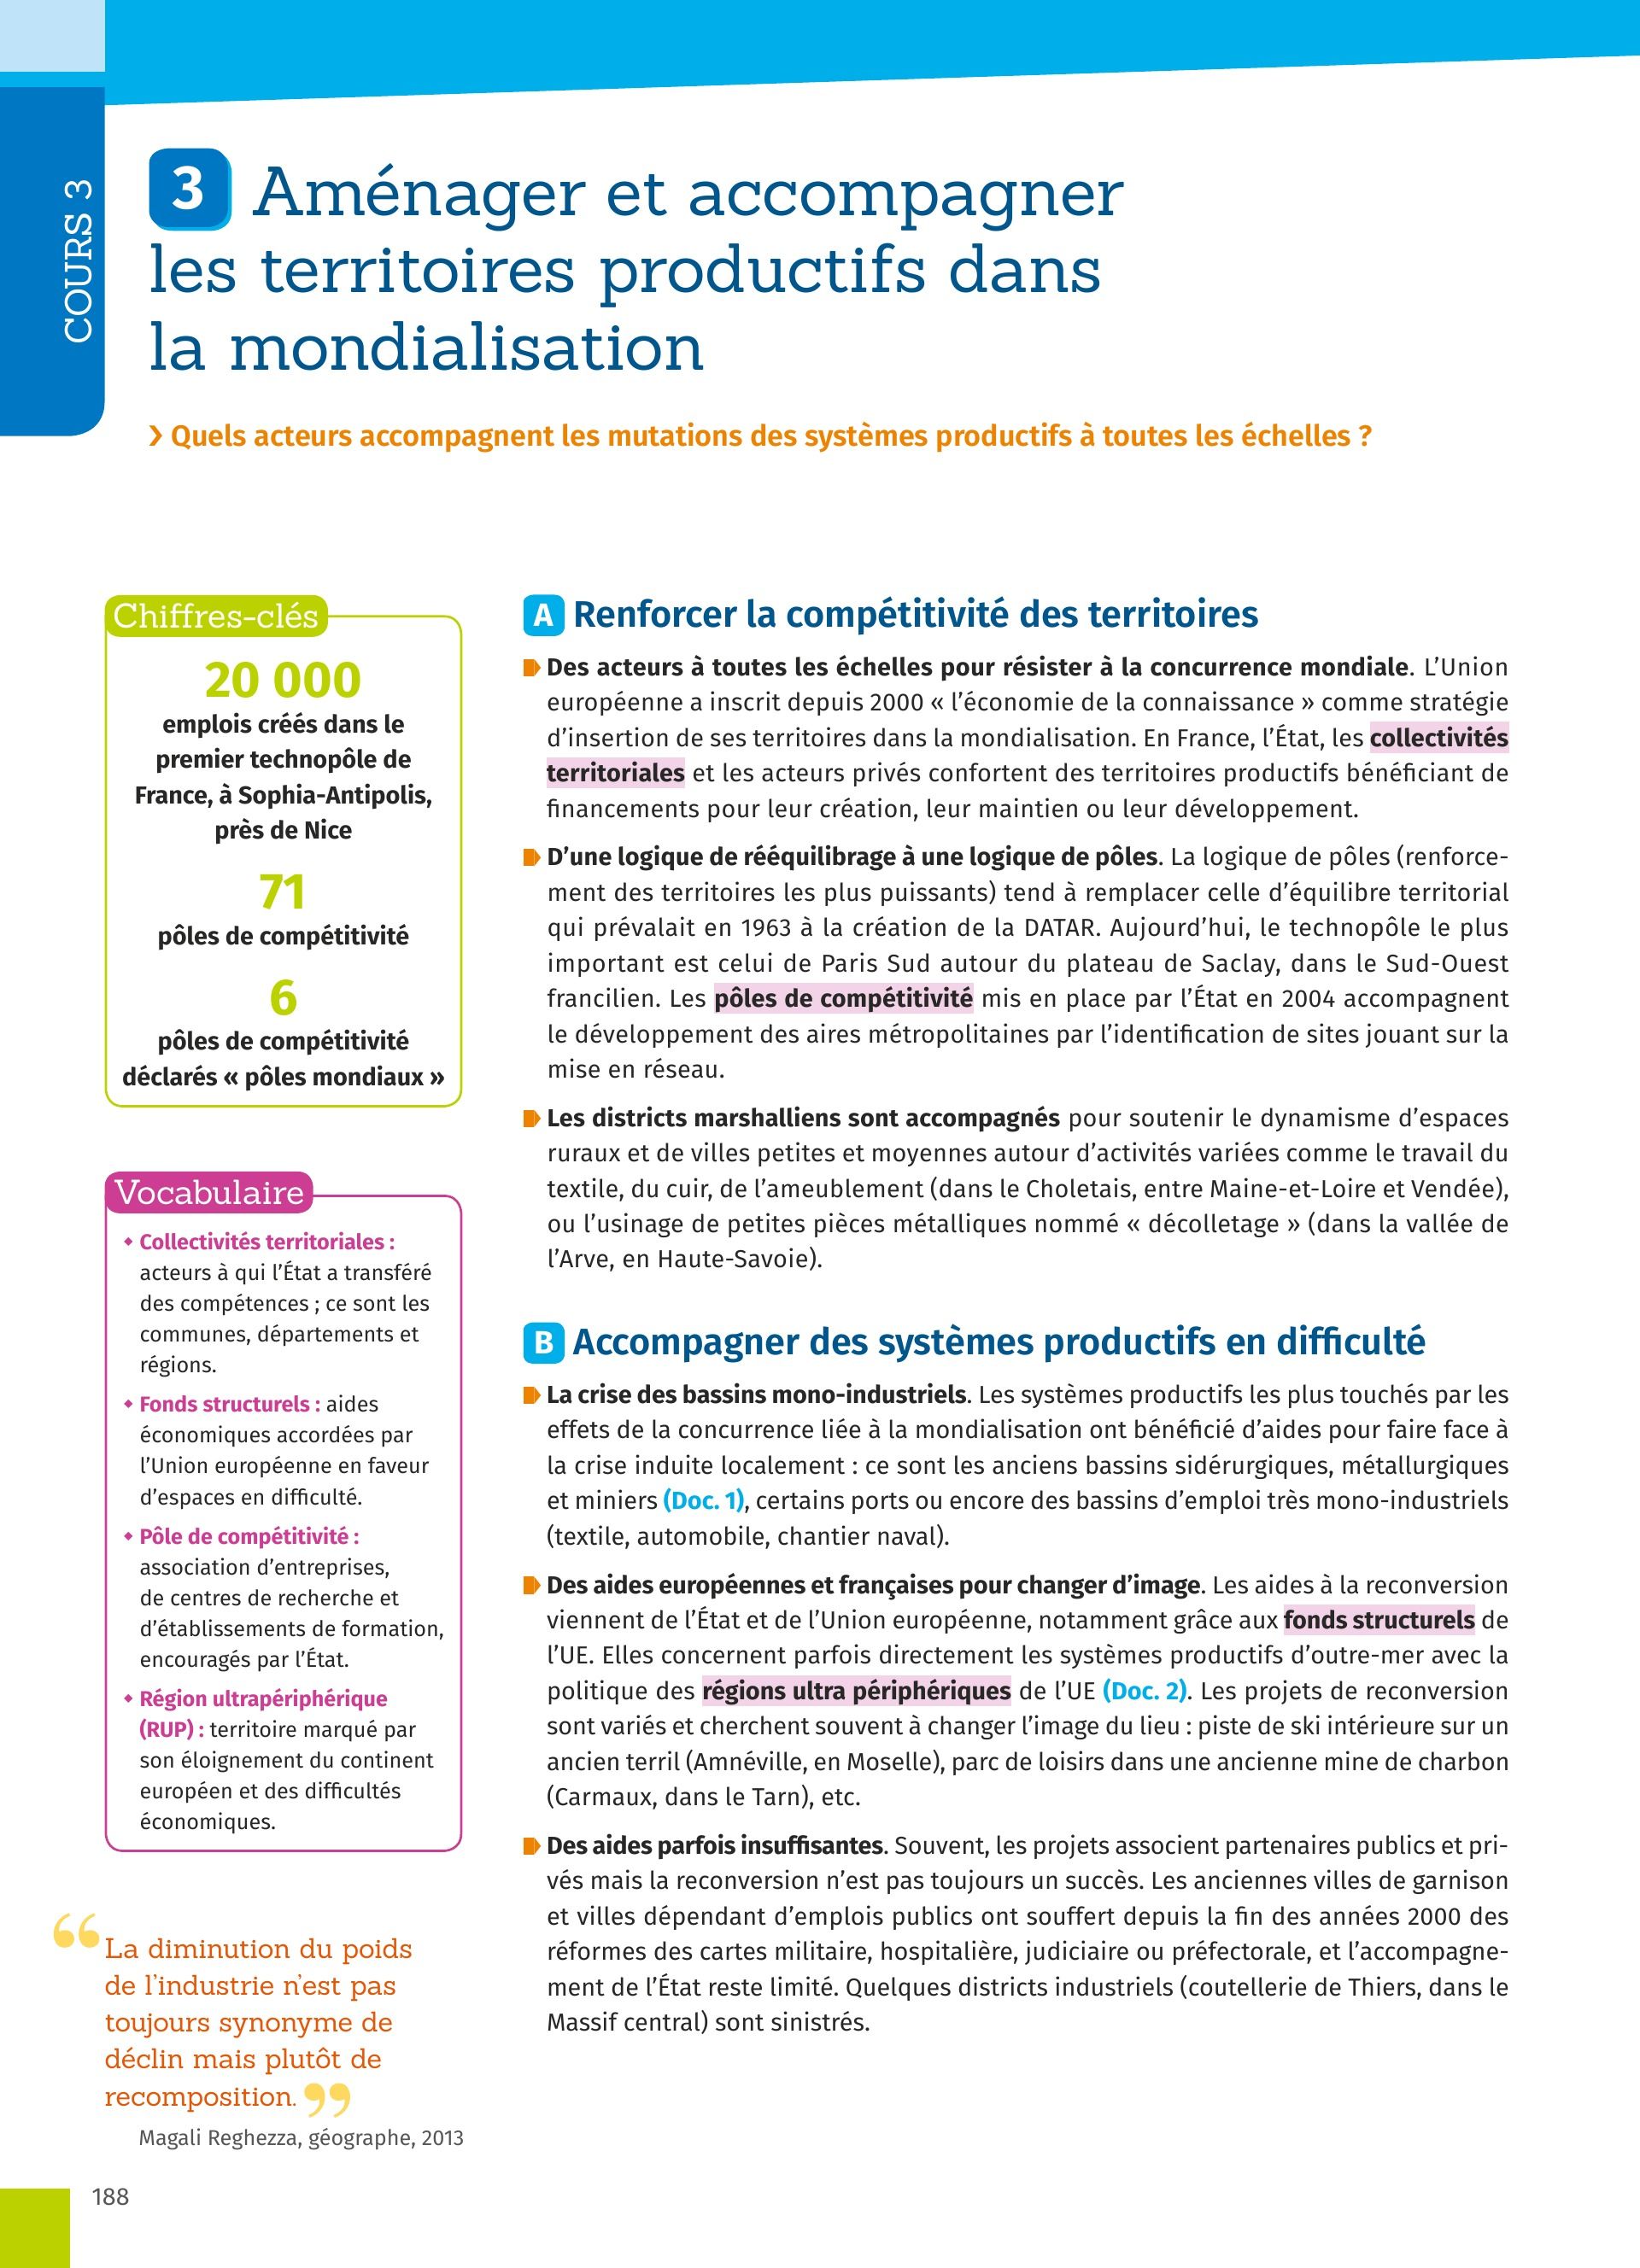 COURS 3
3 Aménager et accompagner
les territoires productifs dans
la mondialisation
› Quels acteurs accompagnent les mutations des systèmes productifs à toutes les échelles ?
Chiffres-clés
20 000
emplois créés dans le
premier technopôle de
France, à Sophia-Antipolis,
près de Nice
71
pôles de compétitivité
6
pôles de compétitivité
déclarés « pôles mondiaux »
Vocabulaire
Collectivités territoriales :
acteurs à qui l’État a transféré
des compétences ; ce sont les
communes, départements et
régions.
Fonds structurels : aides
économiques accordées par
l’Union européenne en faveur
d’espaces en difficulté.
Pôle de compétitivité :
association d’entreprises,
de centres de recherche et
d’établissements de formation,
encouragés par l’État.
Région ultrapériphérique
(RUP) : territoire marqué par
son éloignement du continent
européen et des difficultés
économiques.
“ La diminution du poids
de l’industrie n’est pas
toujours synonyme de
déclin mais plutôt de
recomposition. ”
Magali Reghezza, géographe, 2013
A Renforcer la compétitivité des territoires
Des acteurs à toutes les échelles pour résister à la concurrence mondiale. L’Union
européenne a inscrit depuis 2000 « l’économie de la connaissance » comme stratégie
d’insertion de ses territoires dans la mondialisation. En France, l’État, les collectivités
territoriales et les acteurs privés confortent des territoires productifs bénéficiant de
financements pour leur création, leur maintien ou leur développement.
D’une logique de rééquilibrage à une logique de pôles. La logique de pôles (renforce-
ment des territoires les plus puissants) tend à remplacer celle d’équilibre territorial
qui prévalait en 1963 à la création de la DATAR. Aujourd’hui, le technopôle le plus
important est celui de Paris Sud autour du plateau de Saclay, dans le Sud-Ouest
francilien. Les pôles de compétitivité mis en place par l’État en 2004 accompagnent
le développement des aires métropolitaines par l’identification de sites jouant sur la
mise en réseau.
Les districts marshalliens sont accompagnés pour soutenir le dynamisme d’espaces
ruraux et de villes petites et moyennes autour d’activités variées comme le travail du
textile, du cuir, de l’ameublement (dans le Choletais, entre Maine-et-Loire et Vendée),
ou l’usinage de petites pièces métalliques nommé « décolletage » (dans la vallée de
l’Arve, en Haute-Savoie).
B Accompagner des systèmes productifs en difficulté
La crise des bassins mono-industriels. Les systèmes productifs les plus touchés par les
effets de la concurrence liée à la mondialisation ont bénéficié d’aides pour faire face à
la crise induite localement : ce sont les anciens bassins sidérurgiques, métallurgiques
et miniers (Doc. 1), certains ports ou encore des bassins d’emploi très mono-industriels
(textile, automobile, chantier naval).
Des aides européennes et françaises pour changer d’image. Les aides à la reconversion
viennent de l’État et de l’Union européenne, notamment grâce aux fonds structurels de
l’UE. Elles concernent parfois directement les systèmes productifs d’outre-mer avec la
politique des régions ultra périphériques de l’UE (Doc. 2). Les projets de reconversion
sont variés et cherchent souvent à changer l’image du lieu : piste de ski intérieure sur un
ancien terril (Amnéville, en Moselle), parc de loisirs dans une ancienne mine de charbon
(Carmaux, dans le Tarn), etc.
Des aides parfois insuffisantes. Souvent, les projets associent partenaires publics et pri-
vés mais la reconversion n’est pas toujours un succès. Les anciennes villes de garnison
et villes dépendant d’emplois publics ont souffert depuis la fin des années 2000 des
réformes des cartes militaire, hospitalière, judiciaire ou préfectorale, et l’accompagne-
ment de l’État reste limité. Quelques districts industriels (coutellerie de Thiers, dans le
Massif central) sont sinistrés.
188